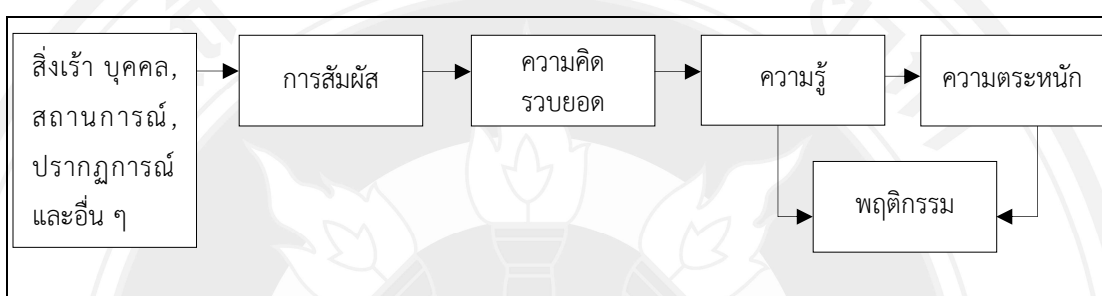 สิ่งเร้า บุคคล,
สถานการณ์,
ปรากฏการณ์
และอื่น ๆ
การสัมผัส
ความคิด
รวบยอด
ความรู้
ความตระหนัก
พฤติกรรม